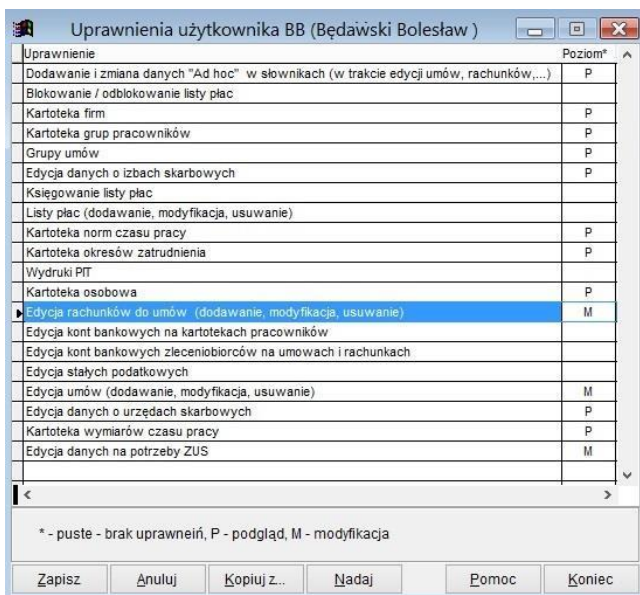 Uprawnienia użytkownika BB (Będawski Bolesław )
Uprawnienie Poziom*
Dodawanie i zmiana danych "Ad hoc" w słownikach (w trakcie edycji umów, rachunków,...) P
Blokowanie / odblokowanie listy płac
Kartoteka firm P
Kartoteka grup pracowników P
Grupy umów P
Edycja danych o izbach skarbowych P
Księgowanie listy płac
Listy płac (dodawanie, modyfikacja, usuwanie)
Kartoteka norm czasu pracy P
Kartoteka okresów zatrudnienia P
Wydruki PIT
Kartoteka osobowa P
Edycja rachunków do umów (dodawanie, modyfikacja, usuwanie) M
Edycja kont bankowych na kartotekach pracowników
Edycja kont bankowych zleceniobiorców na umowach i rachunkach
Edycja stałych podatkowych
Edycja umów (dodawanie, modyfikacja, usuwanie) M
Edycja danych o urzędach skarbowych P
Kartoteka wymiarów czasu pracy P
Edycja danych na potrzeby ZUS M
* - puste - brak uprawneiń, P - podgląd, M - modyfikacja
Zapisz Anuluj Kopiuj z... Nadaj Pomoc Koniec